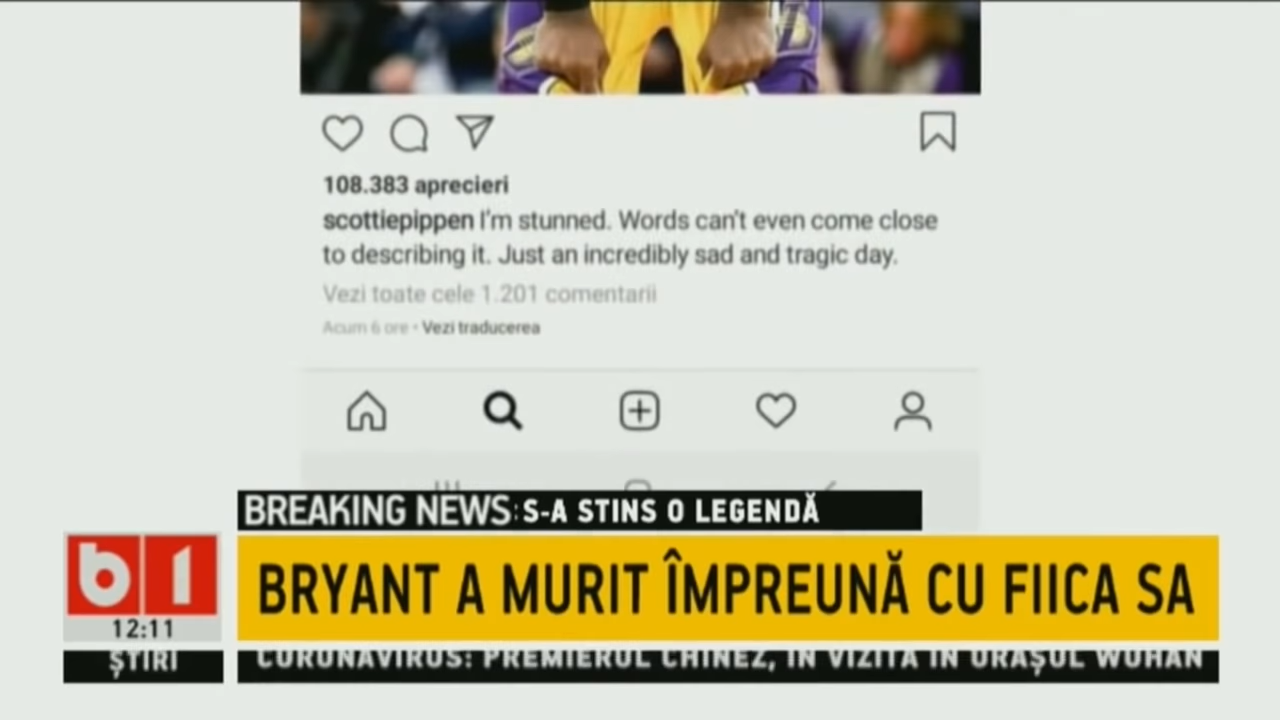 108.383 aprecieri
scottiepippen I'm stunned. Words can't even come close
to describing it. Just an incredibly sad and tragic day.
Vezi toate cele 1.201 comentarii
Acum 6 ore • Vezi traducerea
BREAKING NEWS: S-A STINS O LEGENDĂ
b1
BRYANT A MURIT ÎMPREUNĂ CU FIICA SA
12:11
ȘTIRI
CORONAVIRUS: PREMIERUL CHINEZ, ÎN VIZITĂ ÎN ORAȘUL WUHAN